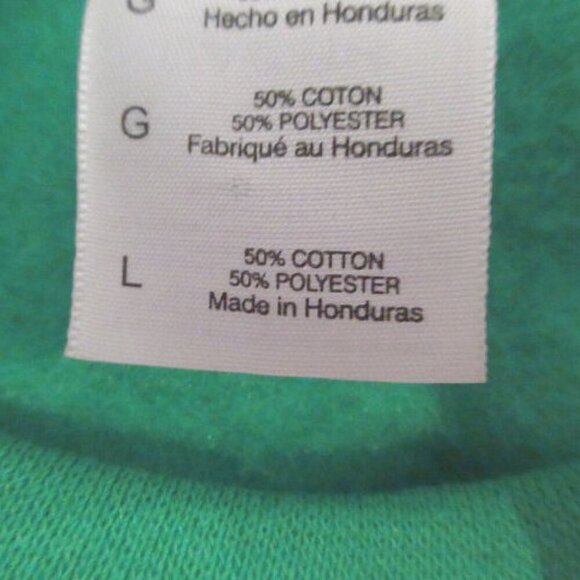 G
Hecho en Honduras
50% COTON
G
50% POLYESTER
Fabriqué au Honduras
50% COTTON
L
50% POLYESTER
Made in Honduras